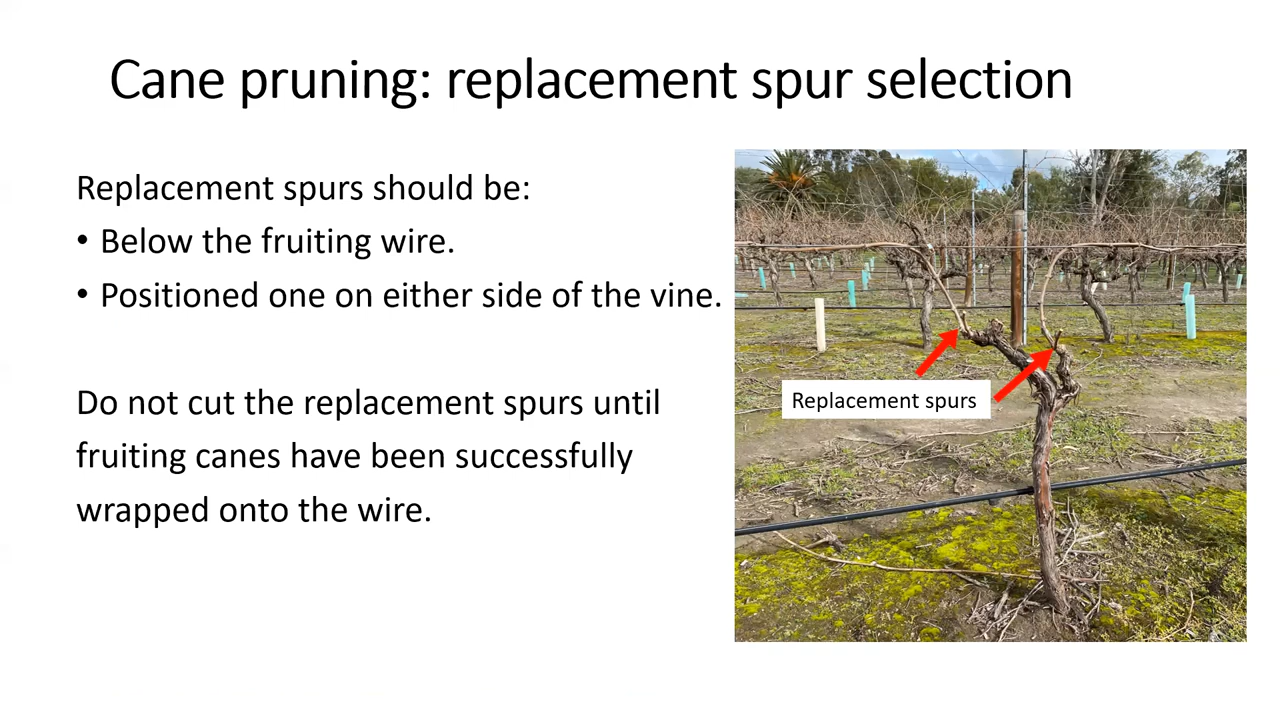 Cane pruning: replacement spur selection
Replacement spurs should be:
• Below the fruiting wire.
• Positioned one on either side of the vine.
Do not cut the replacement spurs until
fruiting canes have been successfully
wrapped onto the wire.
Replacement spurs